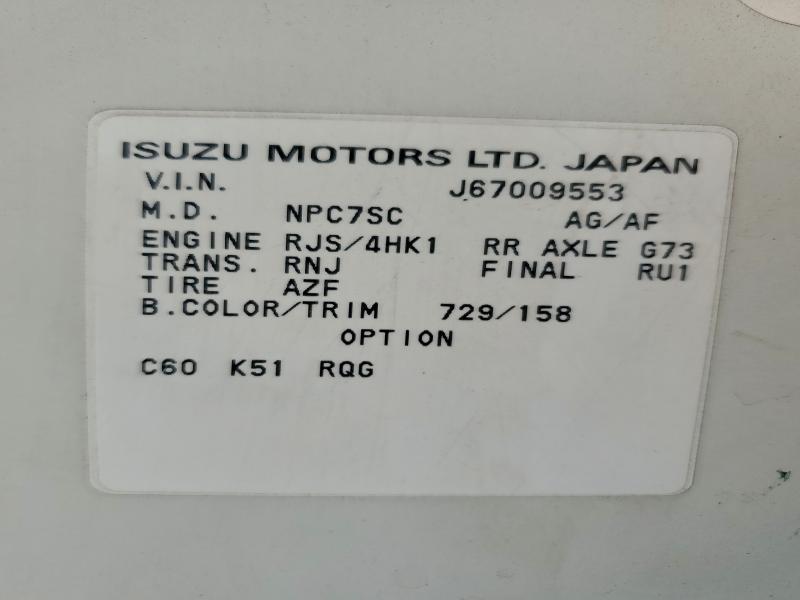 ISUZU MOTORS LTD. JAPAN
V.I.N. J67009553
M.D. NPC7SC AG/AF
ENGINE RJS/4HK1 RR AXLE G73
TRANS. RNJ FINAL RU1
TIRE AZF
B.COLOR/TRIM 729/158
OPTION
C60 K51 RQG